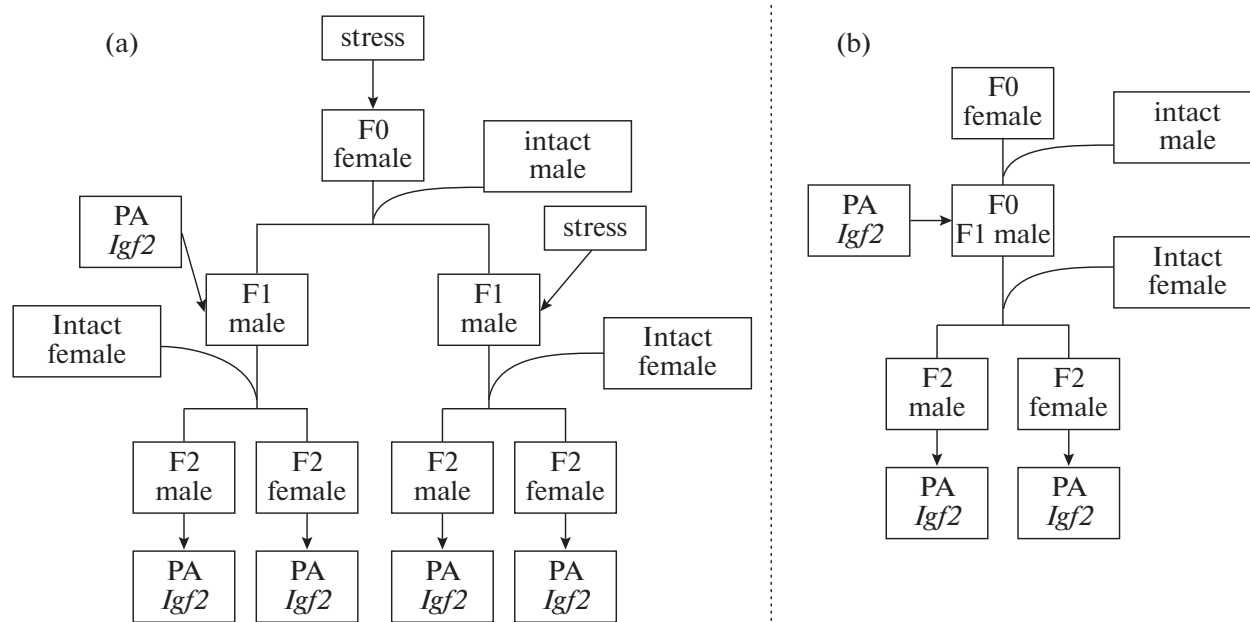 (a)
stress
F0
female
intact
male
PA
Igf2
stress
F1
male
F1
male
Intact
female
Intact
female
F2
male
F2
female
F2
male
F2
female
PA
Igf2
PA
Igf2
PA
Igf2
PA
Igf2
(b)
F0
female
intact
male
PA
Igf2
F0
F1 male
Intact
female
F2
male
F2
female
PA
Igf2
PA
Igf2